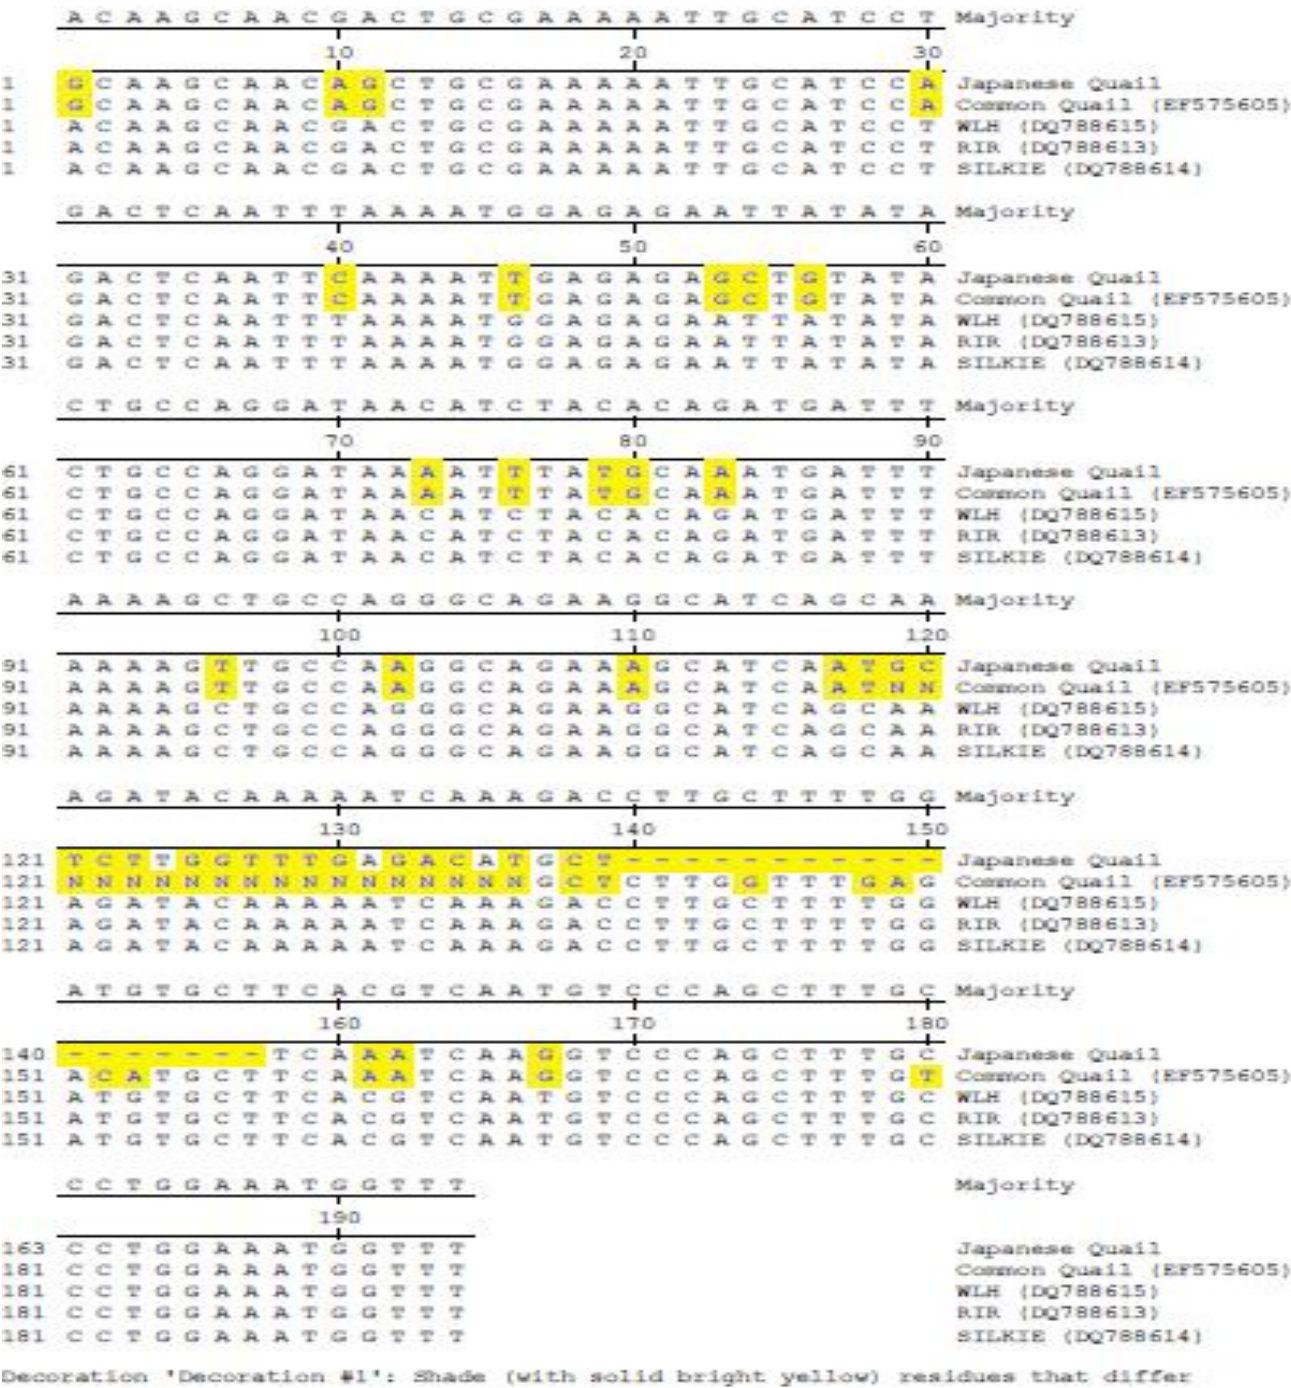 A C A A G C A A C G A C T G C G A A A A A T T G C A T C C T Majority
10 20 30
1 G C A A G C A A C A G C T G C G A A A A A T T G C A T C C A Japanese Quail
1 G C A A G C A A C A G C T G C G A A A A A T T G C A T C C A Common Quail (EF575605)
1 A C A A G C A A C G A C T G C G A A A A A T T G C A T C C T WLH (DQ788615)
1 A C A A G C A A C G A C T G C G A A A A A T T G C A T C C T RIR (DQ788613)
1 A C A A G C A A C G A C T G C G A A A A A T T G C A T C C T SILKIE (DQ788614)
G A C T C A A T T T A A A A T G G A G A G A A T T A T A T A Majority
40 50 60
31 G A C T C A A T T C A A A A T T G A G A G A G C T G T A T A Japanese Quail
31 G A C T C A A T T C A A A A T T G A G A G A G C T G T A T A Common Quail (EF575605)
31 G A C T C A A T T T A A A A T G G A G A G A A T T A T A T A WLH (DQ788615)
31 G A C T C A A T T T A A A A T G G A G A G A A T T A T A T A RIR (DQ788613)
31 G A C T C A A T T T A A A A T G G A G A G A A T T A T A T A SILKIE (DQ788614)
C T G C C A G G A T A A C A T C T A C A C A G A T G A T T T Majority
70 80 90
61 C T G C C A G G A T A A A A T T T A T G C A A A T G A T T T Japanese Quail
61 C T G C C A G G A T A A A A T T T A T G C A A A T G A T T T Common Quail (EF575605)
61 C T G C C A G G A T A A C A T C T A C A C A G A T G A T T T WLH (DQ788615)
61 C T G C C A G G A T A A C A T C T A C A C A G A T G A T T T RIR (DQ788613)
61 C T G C C A G G A T A A C A T C T A C A C A G A T G A T T T SILKIE (DQ788614)
A A A A G C T G C C A G G G C A G A A G G C A T C A G C A A Majority
100 110 120
91 A A A A G T T G C C A A G G C A G A A A G C A T C A A T G C Japanese Quail
91 A A A A G T T G C C A A G G C A G A A A G C A T C A A T N N Common Quail (EF575605)
91 A A A A G C T G C C A G G G C A G A A G G C A T C A G C A A WLH (DQ788615)
91 A A A A G C T G C C A G G G C A G A A G G C A T C A G C A A RIR (DQ788613)
91 A A A A G C T G C C A G G G C A G A A G G C A T C A G C A A SILKIE (DQ788614)
A G A T A C A A A A A T C A A A G A C C T T G C T T T T G G Majority
130 140 150
121 T C T T G G T T T G A G A C A T G C T - - - - - - - - - - - Japanese Quail
121 N N N N N N N N N N N N N N N N G C T C T T G G T T T G A G Common Quail (EF575605)
121 A G A T A C A A A A A T C A A A G A C C T T G C T T T T G G WLH (DQ788615)
121 A G A T A C A A A A A T C A A A G A C C T T G C T T T T G G RIR (DQ788613)
121 A G A T A C A A A A A T C A A A G A C C T T G C T T T T G G SILKIE (DQ788614)
A T G T G C T T C A C G T C A A T G T C C C A G C T T T G C Majority
160 170 180
140 - - - - - - - T C A A A T C A A G G T C C C A G C T T T G C Japanese Quail
151 A C A T G C T T C A A A T C A A G G T C C C A G C T T T G T Common Quail (EF575605)
151 A T G T G C T T C A C G T C A A T G T C C C A G C T T T G C WLH (DQ788615)
151 A T G T G C T T C A C G T C A A T G T C C C A G C T T T G C RIR (DQ788613)
151 A T G T G C T T C A C G T C A A T G T C C C A G C T T T G C SILKIE (DQ788614)
C C T G G A A A T G G T T T Majority
190
163 C C T G G A A A T G G T T T Japanese Quail
181 C C T G G A A A T G G T T T Common Quail (EF575605)
181 C C T G G A A A T G G T T T WLH (DQ788615)
181 C C T G G A A A T G G T T T RIR (DQ788613)
181 C C T G G A A A T G G T T T SILKIE (DQ788614)
Decoration 'Decoration #1': Shade (with solid bright yellow) residues that differ